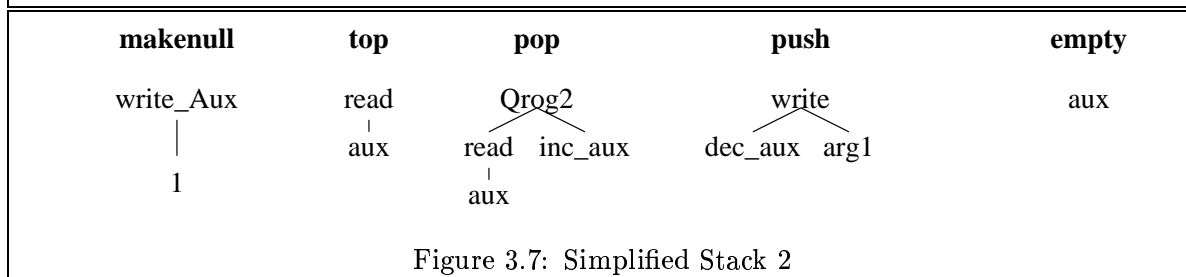 makenull top pop push empty
write_Aux read Qrog2 write aux
aux read inc_aux dec_aux arg1
1 aux
Figure 3.7: Simplified Stack 2